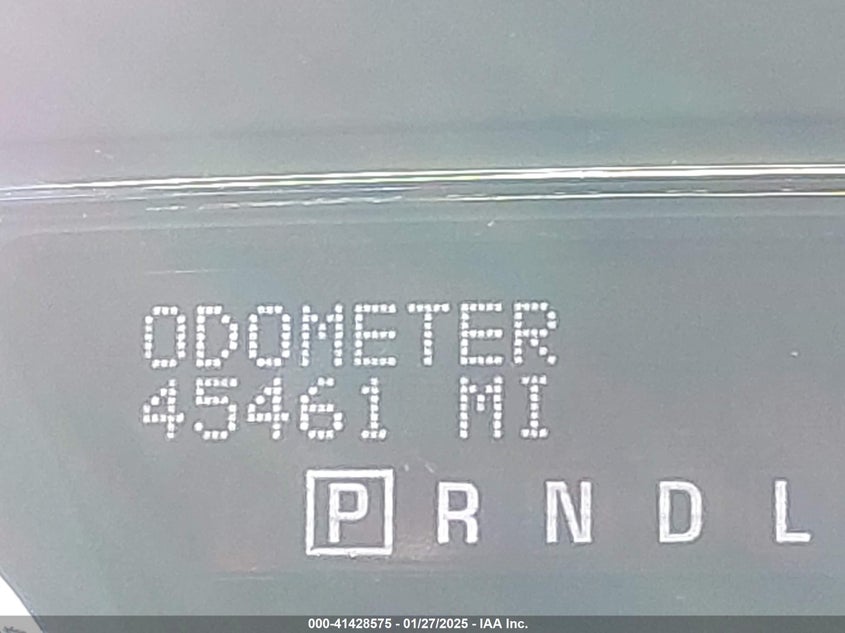 ODOMETER
45461 MI
P R N D L
000-41428575 - 01/27/2025 - IAA Inc.